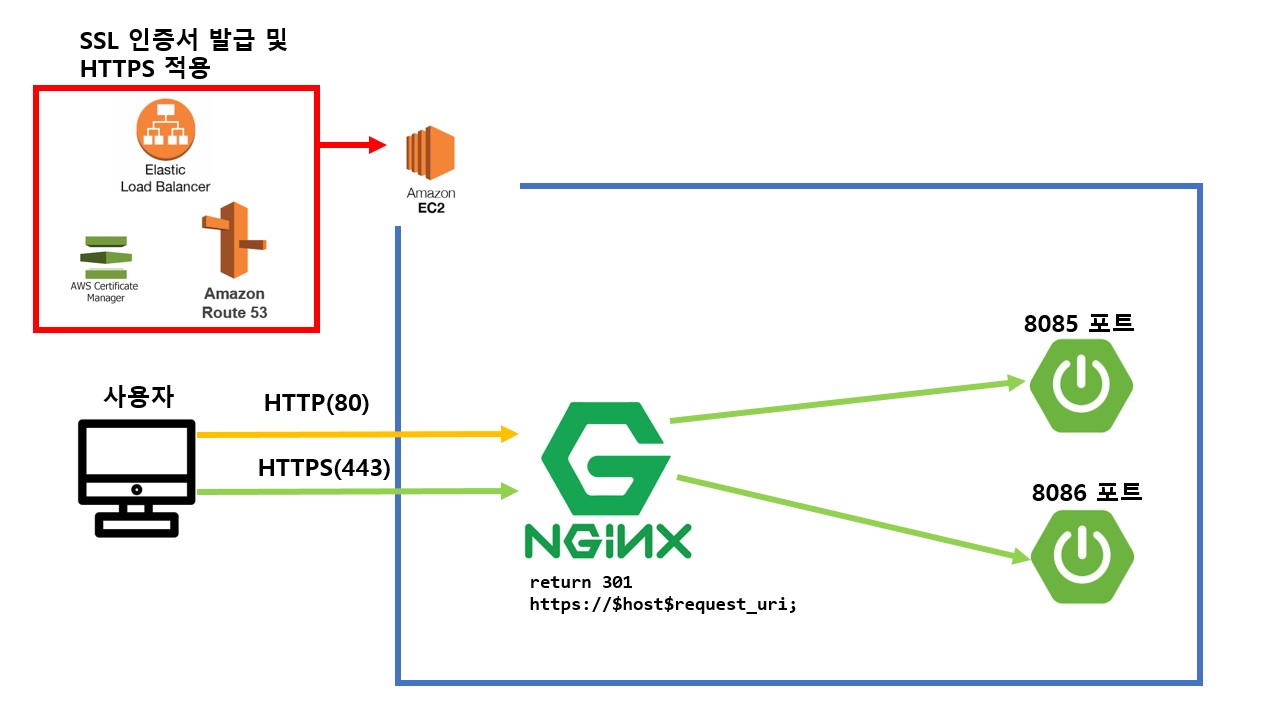 SSL 인증서 발급 및
HTTPS 적용
Elastic
Load Balancer
AWS Certificate
Manager
Amazon
Route 53
Amazon
EC2
사용자
HTTP(80)
HTTPS(443)
NGiNX
return 301
https://$host$request_uri;
8085 포트
8086 포트